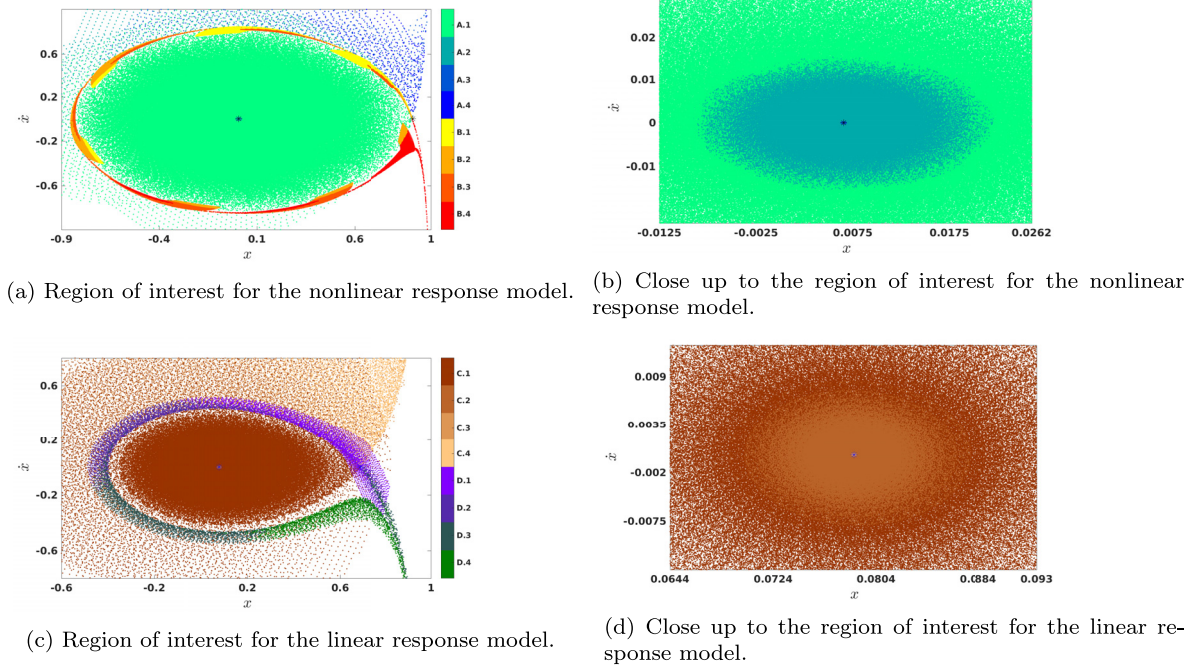 0.6
0.2
-0.2
-0.6
ẋ
-0.9
-0.4
0.1
0.6
1
x
A.1
A.2
A.3
A.4
B.1
B.2
B.3
B.4
(a) Region of interest for the nonlinear response model.
0.02
0.01
0
-0.01
ẋ
-0.0125
-0.0025
0.0075
0.0175
0.0262
x
(b) Close up to the region of interest for the nonlinear
response model.
0.6
0.2
-0.2
-0.6
ẋ
-0.6
-0.2
0.2
0.6
1
x
C.1
C.2
C.3
C.4
D.1
D.2
D.3
D.4
(c) Region of interest for the linear response model.
0.009
0.0035
-0.002
-0.0075
ẋ
0.0644
0.0724
0.0804
0.0884
0.093
x
(d) Close up to the region of interest for the linear re-
sponse model.